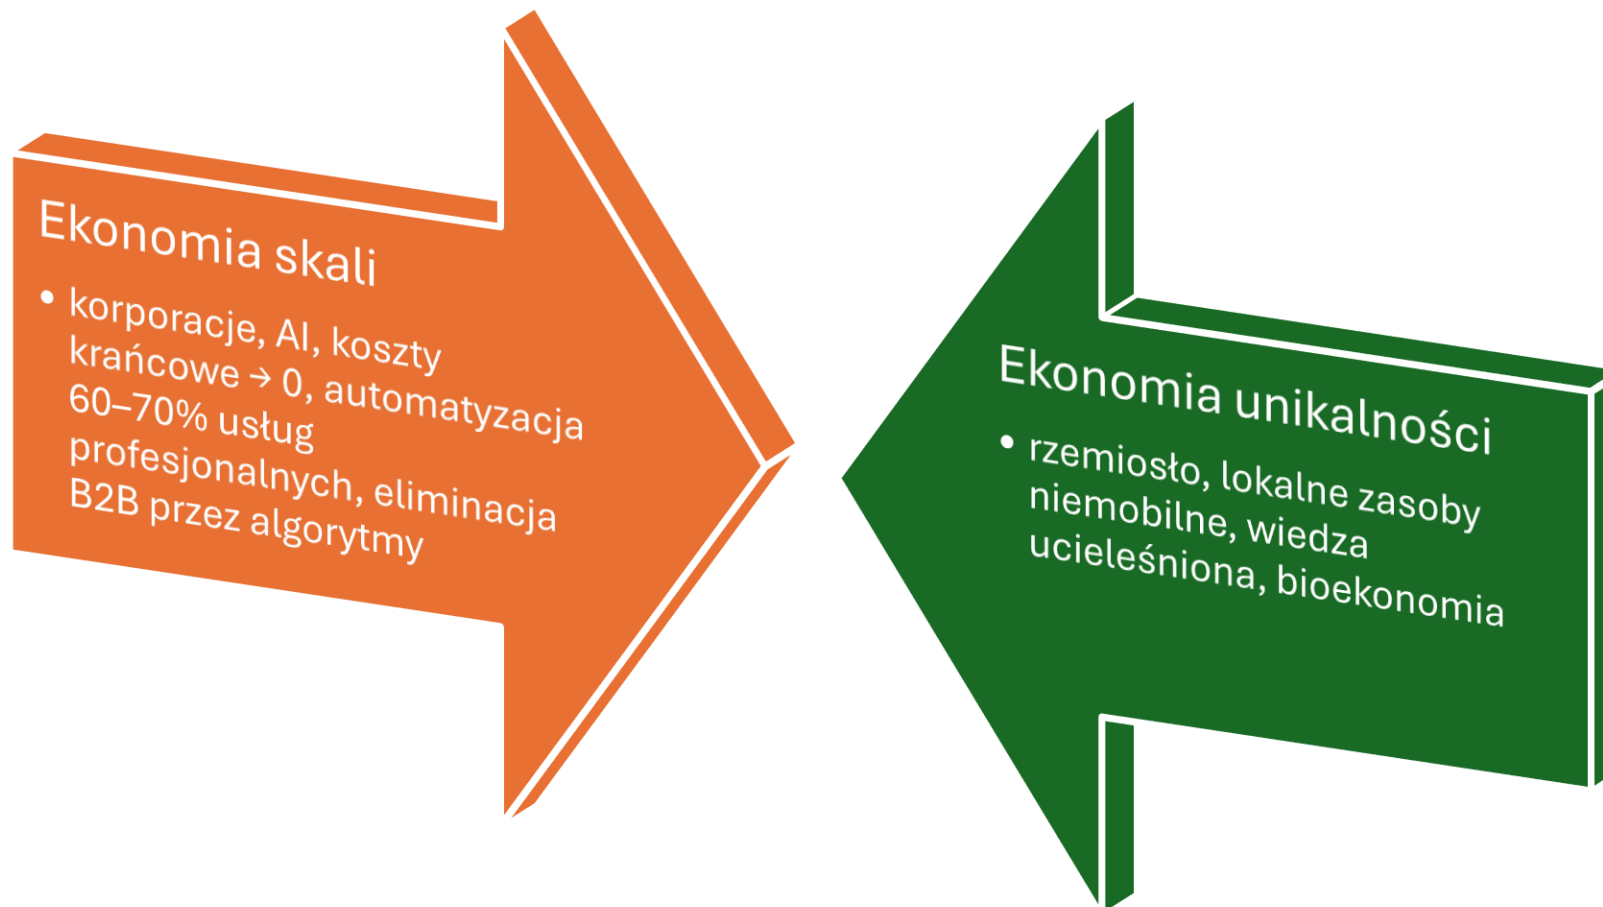 Ekonomia skali
• korporacje, AI, koszty
krańcowe → 0, automatyzacja
60–70% usług
profesjonalnych, eliminacja
B2B przez algorytmy
Ekonomia unikalności
• rzemiosło, lokalne zasoby
niemobilne, wiedza
ucieleśniona, bioekonomia